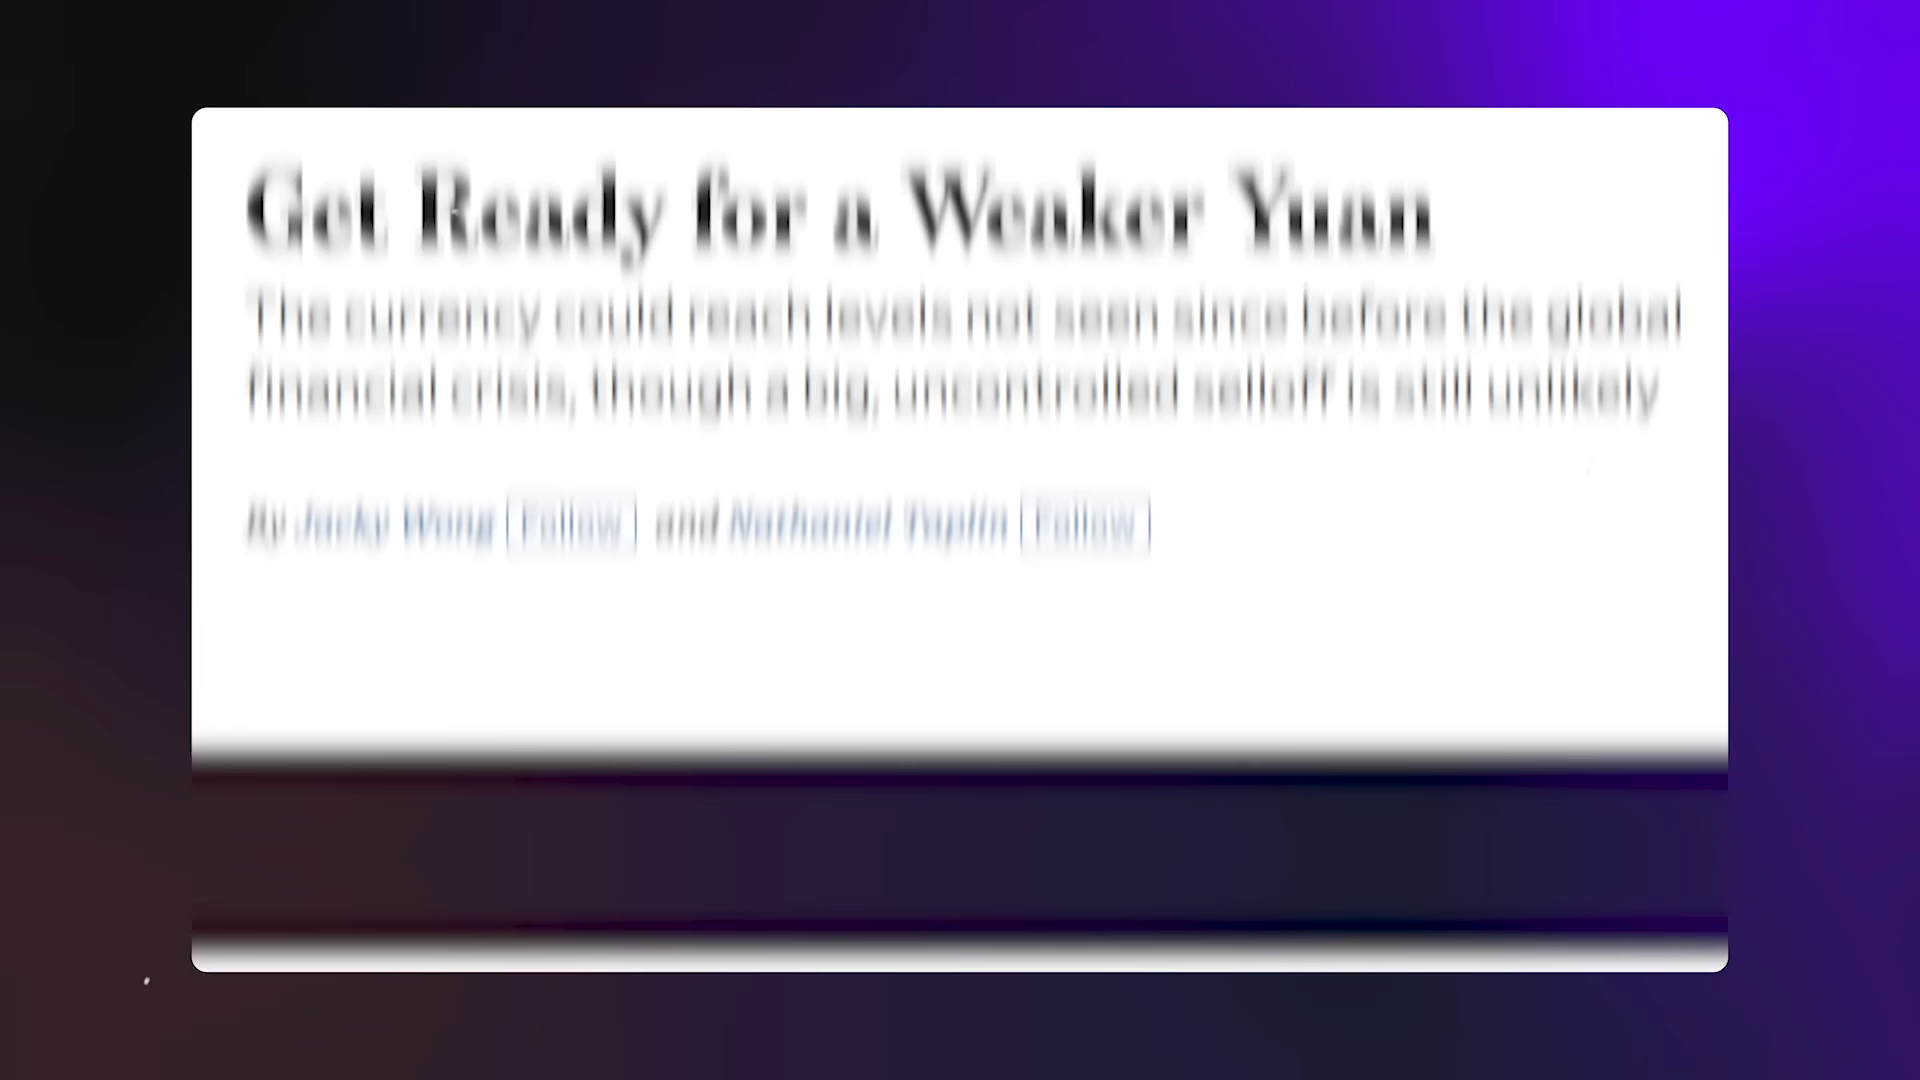 Get Ready for a Weaker Yuan
The currency could reach levels not seen since before the global
financial crisis, though a big, uncontrolled selloff is still unlikely
By Jacky Wong Follow and Nathaniel Taplin Follow